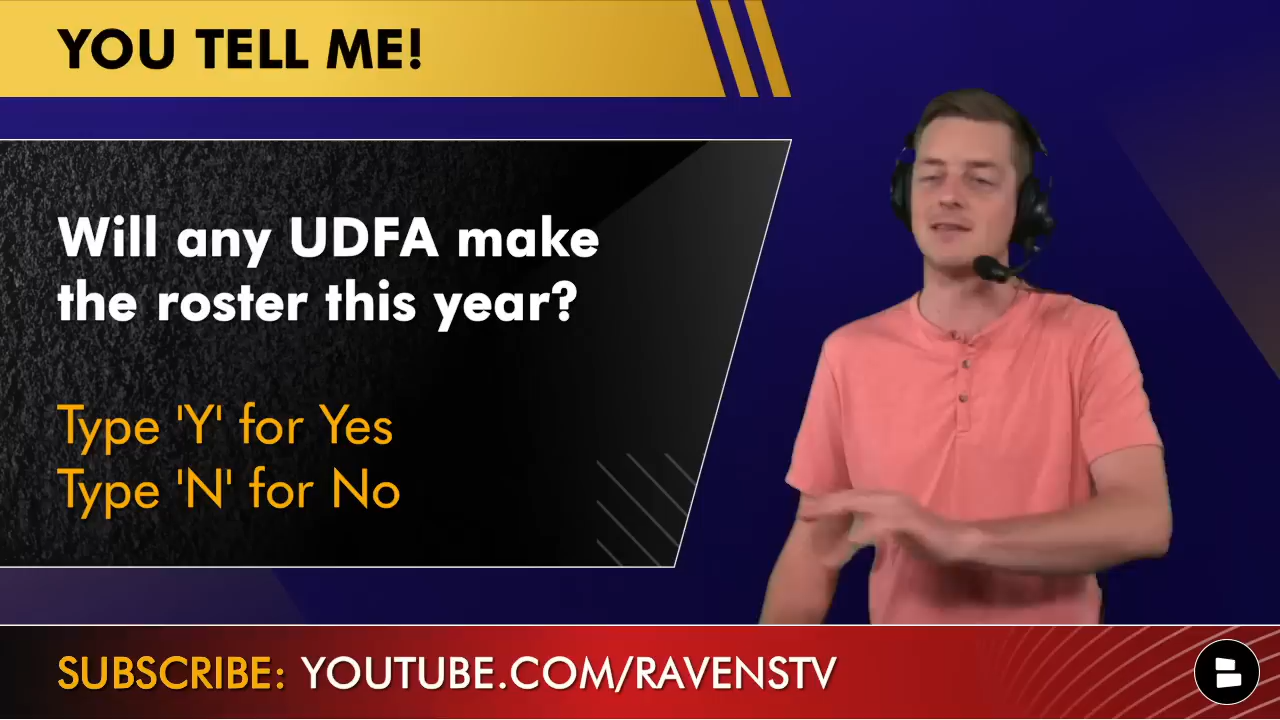 YOU TELL ME!
Will any UDFA make
the roster this year?
Type 'Y' for Yes
Type 'N' for No
SUBSCRIBE: YOUTUBE.COM/RAVENSTV